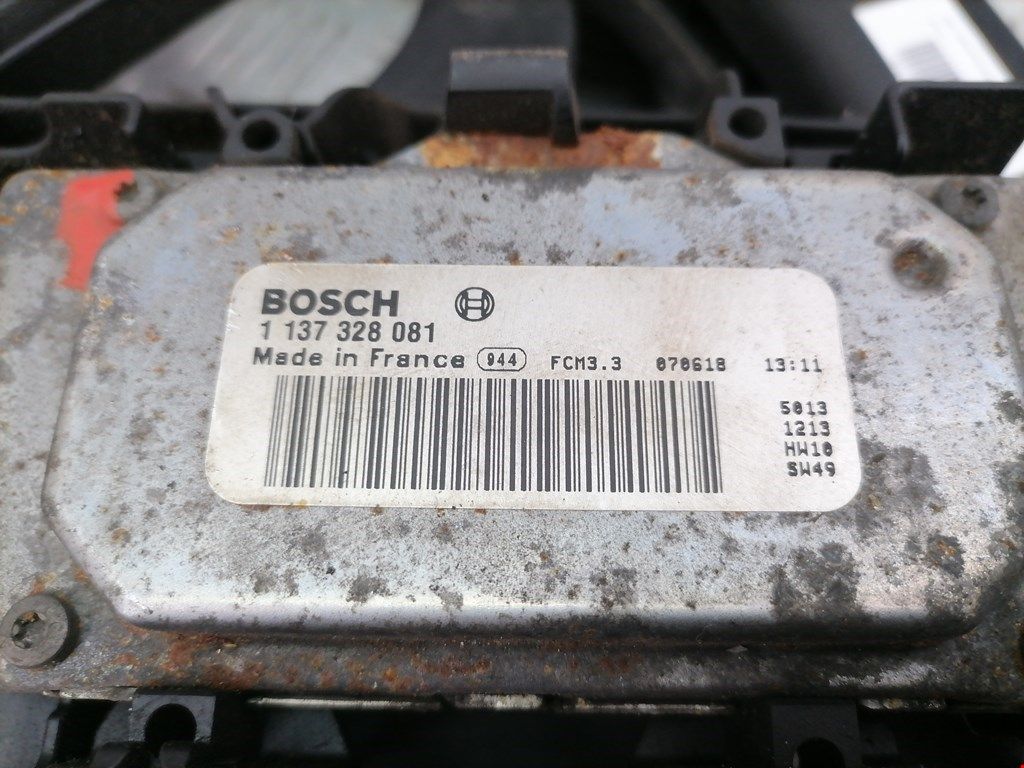 BOSCH
1 137 328 081
Made in France 944 FCM3.3 070618 13:11
5013
1213
HW10
SW49